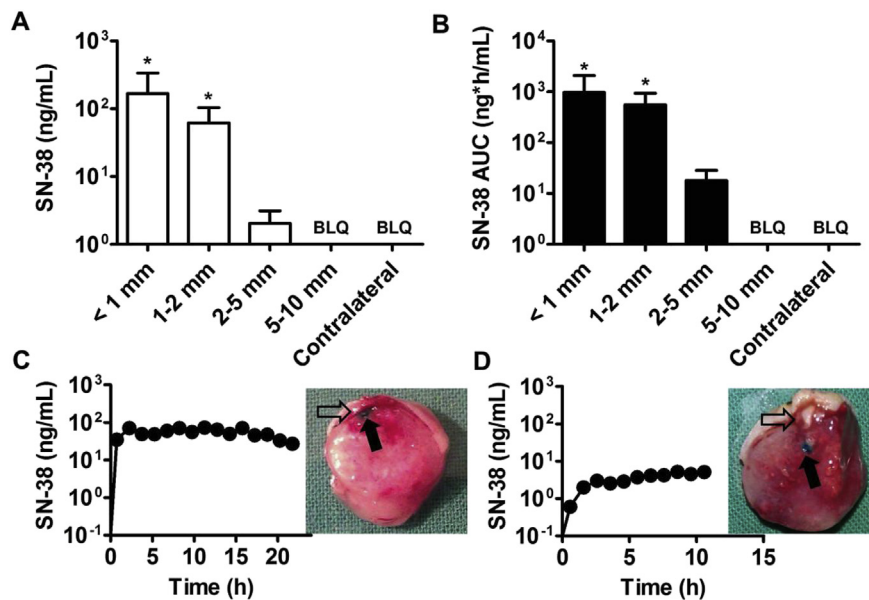 A
SN-38 (ng/mL)
10³
10²
10¹
10⁰
*
*
BLQ
BLQ
< 1 mm
1-2 mm
2-5 mm
5-10 mm
Contralateral
B
SN-38 AUC (ng*h/mL)
10⁴
10³
10²
10¹
10⁰
*
*
BLQ
BLQ
< 1 mm
1-2 mm
2-5 mm
5-10 mm
Contralateral
C
SN-38 (ng/mL)
10³
10²
10¹
10⁰
10⁻¹
0
5
10
15
20
Time (h)
D
SN-38 (ng/mL)
10³
10²
10¹
10⁰
10⁻¹
0
5
10
15
Time (h)